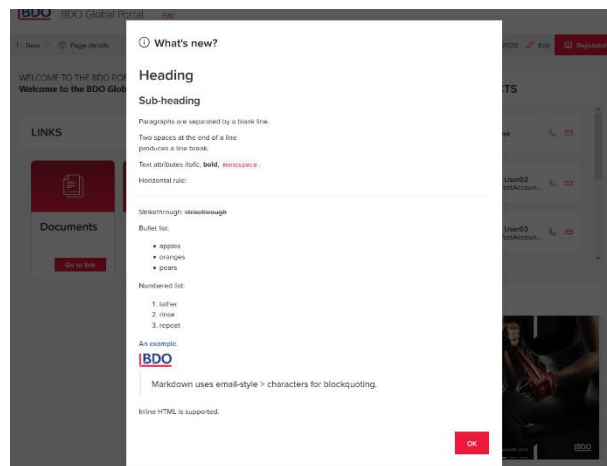 BDO BDO Global Portal Edit
New Page details
2020 Edit Republish
WELCOME TO THE BDO POR
Welcome to the BDO Glob
TS
LINKS
Documents
Go to link
User02
estAccoun...
User03
estAccoun...
BDO
What's new?
Heading
Sub-heading
Paragraphs are separated by a blank line.
Two spaces at the end of a line
produces a line break.
Text attributes italic, bold, monospace.
Horizontal rule:
Strikethrough: strikethrough
Bullet list:
apples
oranges
pears
Numbered list:
1. lather
2. rinse
3. repeat
An example.
BDO
Markdown uses email-style > characters for blockquoting.
Inline HTML is supported.
OK